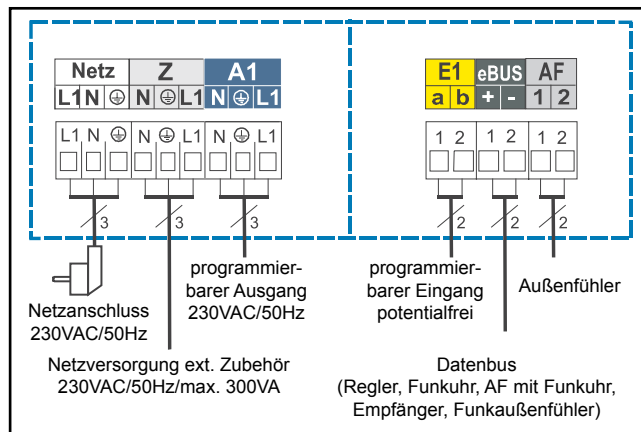 Netz Z A1
L1 N ⏚ N ⏚ L1 N ⏚ L1
L1 N ⏚ N ⏚ L1 N ⏚ L1
3 3 3
Netzanschluss
230VAC/50Hz
programmier-
barer Ausgang
230VAC/50Hz
Netzversorgung ext. Zubehör
230VAC/50Hz/max. 300VA
E1 eBUS AF
a b + - 1 2
1 2 1 2 1 2
2 2 2
programmier-
barer Eingang
potentialfrei
Außenfühler
Datenbus
(Regler, Funkuhr, AF mit Funkuhr,
Empfänger, Funkaußenfühler)